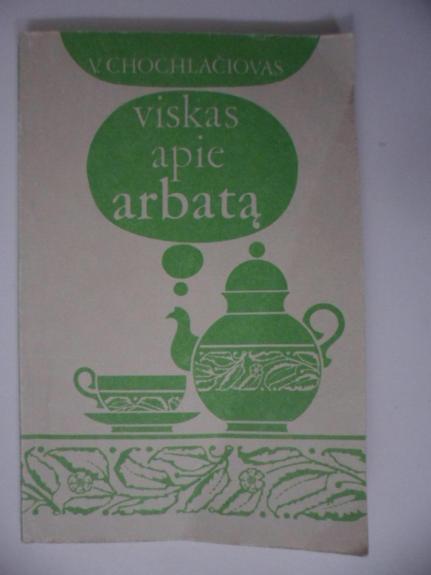 V. CHOCHLAČIOVAS
viskas
apie
arbatą